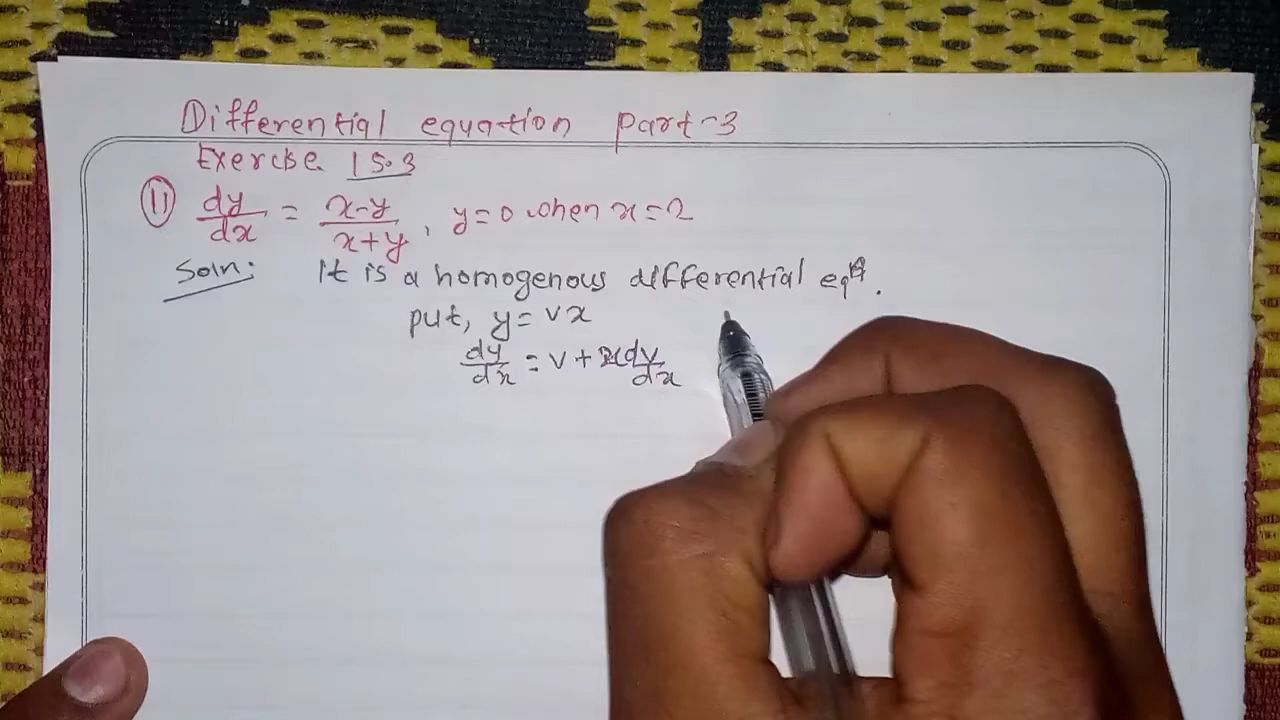 Differential equation part-3
Exercise 15.3
(11) dy/dx = x-y/x+y, y=0 when x=2
Soln: It is a homogenous differential eqn.
put, y = vx
dy/dx = v + x dv/dx